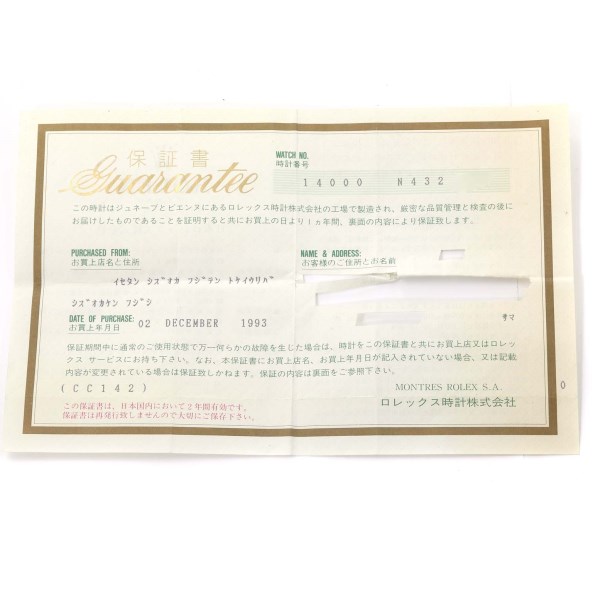 保証書
Guarantee
WATCH NO.
時計番号
14000 N432
この時計はジュネーブとビエンヌにあるロレックス時計株式会社の工場で製造され、厳密な品質管理と検査の後に
お届けしたものであることを証明すると共にお買上の日より1ヵ年間、裏面の内容により保証致します。
PURCHASED FROM:
お買上店名と住所
NAME & ADDRESS:
お客様のご住所とお名前
イセタン シズオカ フジテン トケイウリバ
シズオカケン フジシ
DATE OF PURCHASE:
お買上年月日
02 DECEMBER 1993
サマ
保証期間中に通常のご使用状態で万一何らかの故障を生じた場合は、時計をこの保証書と共にお買上店又はロレッ
クス サービスにお持ち下さい。なお、本保証書にお買上店名、お買上年月日が記入されていない場合、又は記載
内容が変更されている場合は保証致しかねます。保証の内容は裏面をご参照下さい。
(CC142)
MONTRES ROLEX S.A.
ロレックス時計株式会社
0
この保証書は、日本国内において2年間有効です。
保証書は再発行致しませんので大切にご保存下さい。